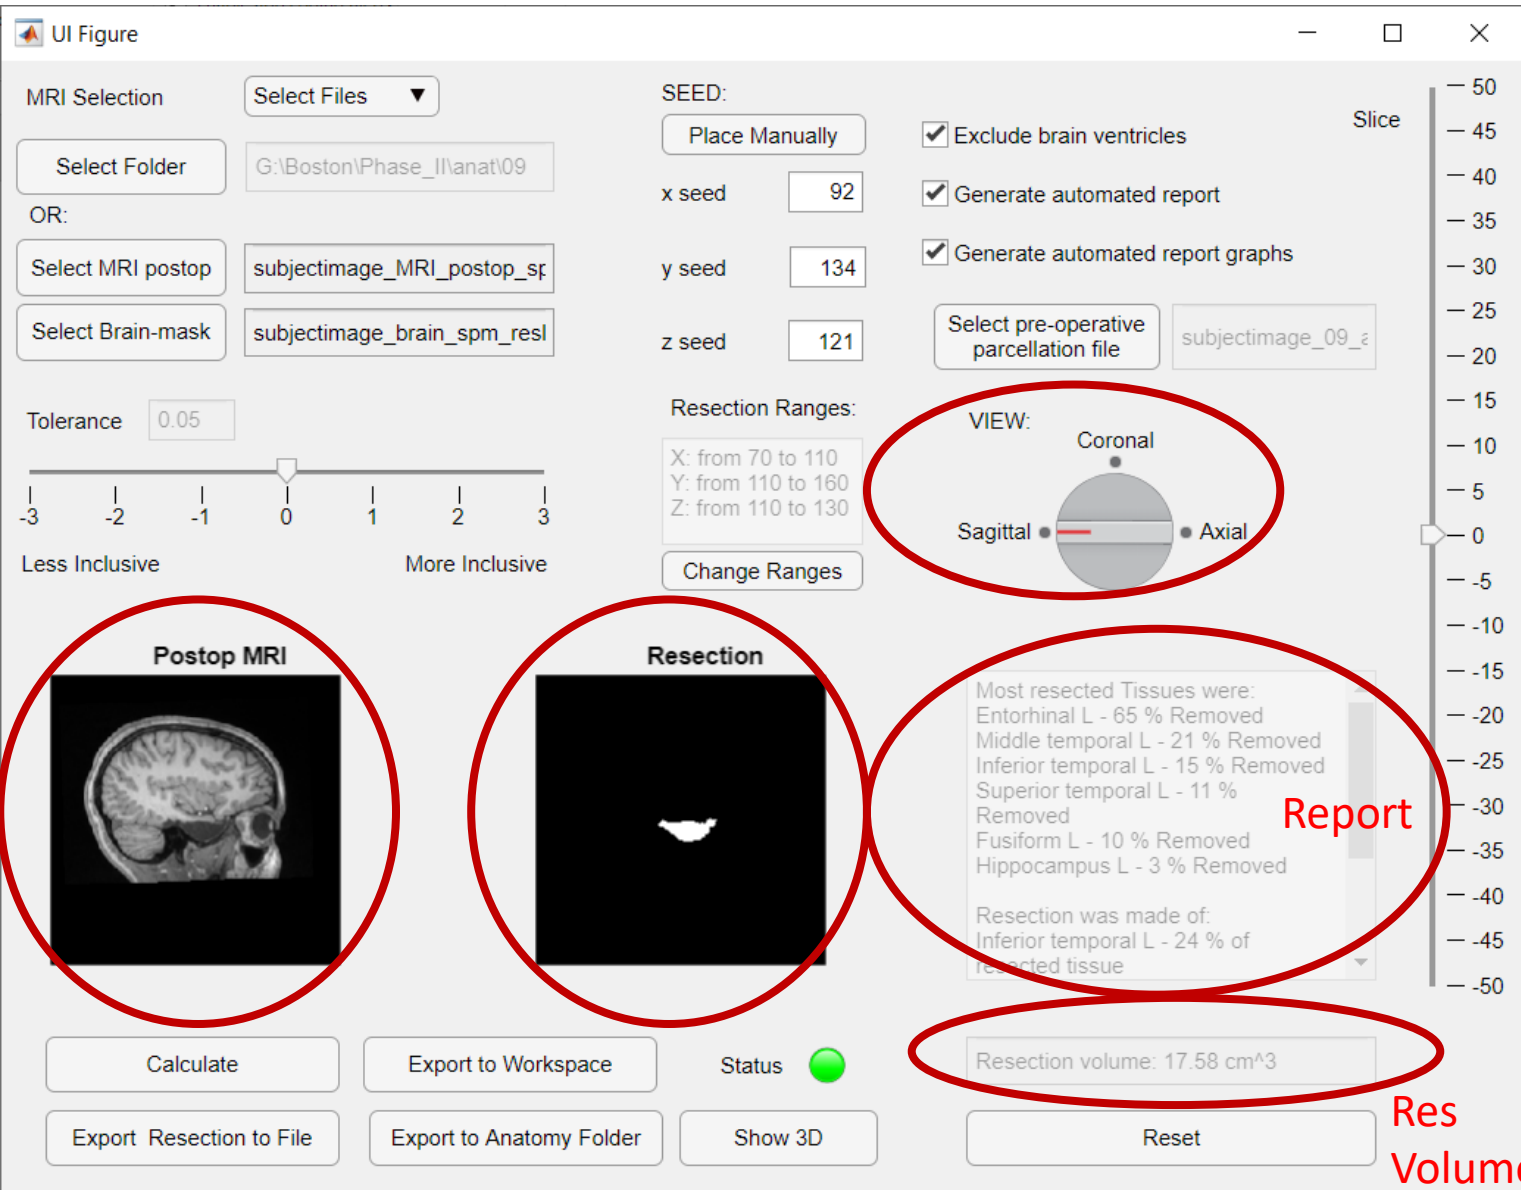 UI Figure
MRI Selection
Select Files
Select Folder
G:\Boston\Phase_II\anat\09
OR:
Select MRI postop
subjectimage_MRI_postop_sp
Select Brain-mask
subjectimage_brain_spm_resl
Tolerance
0.05
-3 -2 -1 0 1 2 3
Less Inclusive
More Inclusive
SEED:
Place Manually
x seed
92
y seed
134
z seed
121
Resection Ranges:
X: from 70 to 110
Y: from 110 to 160
Z: from 110 to 130
Change Ranges
Exclude brain ventricles
Generate automated report
Generate automated report graphs
Select pre-operative
parcellation file
subjectimage_09_a
VIEW:
Coronal
Sagittal
Axial
Slice
50
45
40
35
30
25
20
15
10
5
0
-5
-10
-15
-20
-25
-30
-35
-40
-45
-50
Postop MRI
Resection
Most resected Tissues were:
Entorhinal L - 65 % Removed
Middle temporal L - 21 % Removed
Inferior temporal L - 15 % Removed
Superior temporal L - 11 %
Removed
Fusiform L - 10 % Removed
Hippocampus L - 3 % Removed
Resection was made of:
Inferior temporal L - 24 % of
resected tissue
Report
Calculate
Export to Workspace
Status
Resection volume: 17.58 cm^3
Export Resection to File
Export to Anatomy Folder
Show 3D
Reset
Res
Volume